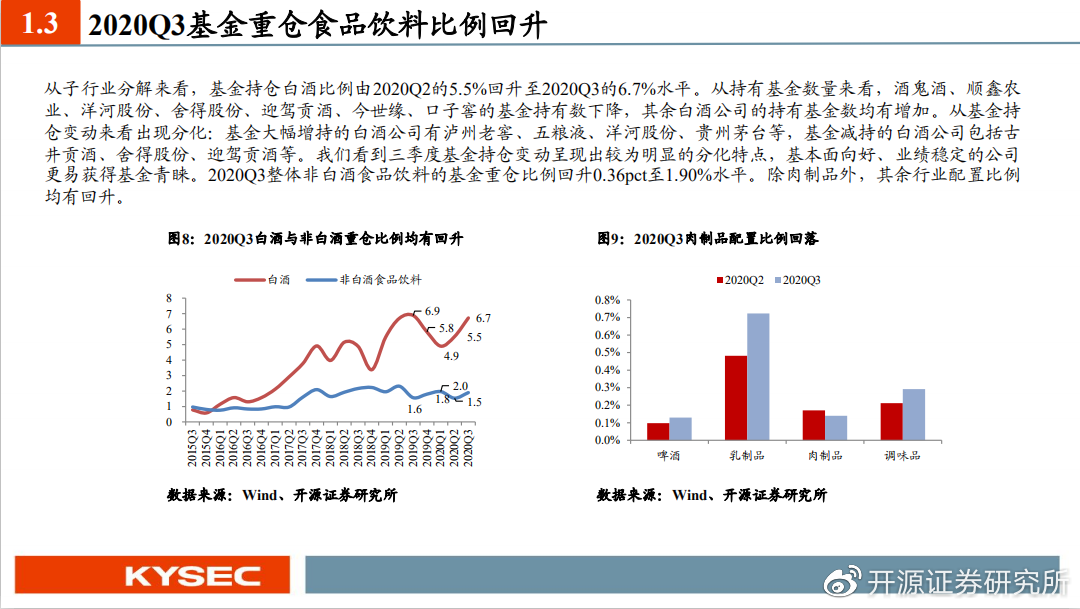 1.3
2020Q3基金重仓食品饮料比例回升
从子行业分解来看，基金持仓白酒比例由2020Q2的5.5%回升至2020Q3的6.7%水平。从持有基金数量来看，酒鬼酒、顺鑫农
业、洋河股份、舍得股份、迎驾贡酒、今世缘、口子窖的基金持有数下降，其余白酒公司的持有基金数均有增加。从基金持
仓变动来看出现分化：基金大幅增持的白酒公司有泸州老窖、五粮液、洋河股份、贵州茅台等，基金减持的白酒公司包括古
井贡酒、舍得股份、迎驾贡酒等。我们看到三季度基金持仓变动呈现出较为明显的分化特点，基本面向好、业绩稳定的公司
更易获得基金青睐。2020Q3整体非白酒食品饮料的基金重仓比例回升0.36pct至1.90%水平。除肉制品外，其余行业配置比例
均有回升。
图8：2020Q3白酒与非白酒重仓比例均有回升
白酒 非白酒食品饮料
8
7
6
5
4
3
2
1
0
6.9
5.8
4.9
5.5
6.7
1.6
1.8
2.0
1.5
2015Q3
2015Q4
2016Q1
2016Q2
2016Q3
2016Q4
2017Q1
2017Q2
2017Q3
2017Q4
2018Q1
2018Q2
2018Q3
2018Q4
2019Q1
2019Q2
2019Q3
2019Q4
2020Q1
2020Q2
2020Q3
数据来源：Wind、开源证券研究所
图9：2020Q3肉制品配置比例回落
2020Q2 2020Q3
0.8%
0.7%
0.6%
0.5%
0.4%
0.3%
0.2%
0.1%
0.0%
啤酒 乳制品 肉制品 调味品
数据来源：Wind、开源证券研究所
KYSEC
开源证券研究所